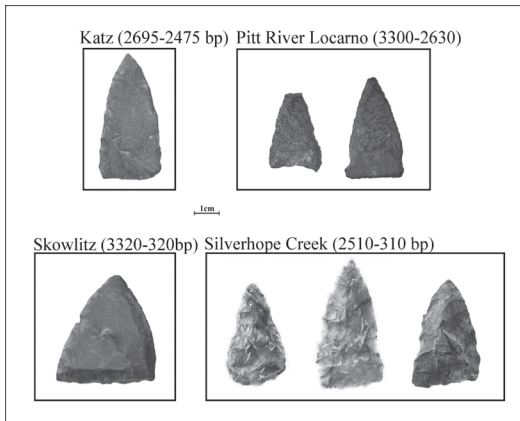 Katz (2695-2475 bp) Pitt River Locarno (3300-2630)
1cm
Skowlitz (3320-320bp) Silverhope Creek (2510-310 bp)